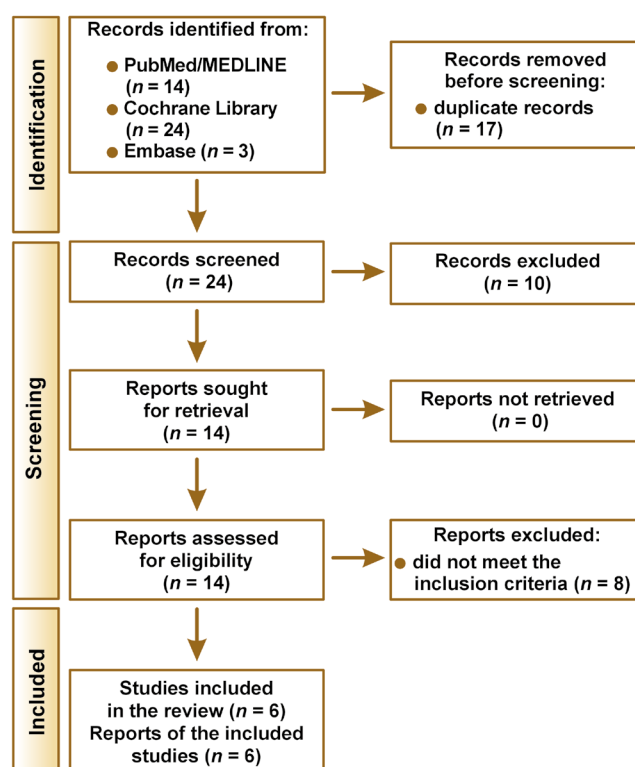 Identification
Records identified from:
● PubMed/MEDLINE
(n = 14)
● Cochrane Library
(n = 24)
● Embase (n = 3)
Records removed
before screening:
● duplicate records
(n = 17)
Screening
Records screened
(n = 24)
Records excluded
(n = 10)
Reports sought
for retrieval
(n = 14)
Reports not retrieved
(n = 0)
Reports assessed
for eligibility
(n = 14)
Reports excluded:
● did not meet the
inclusion criteria (n = 8)
Included
Studies included
in the review (n = 6)
Reports of the included
studies (n = 6)